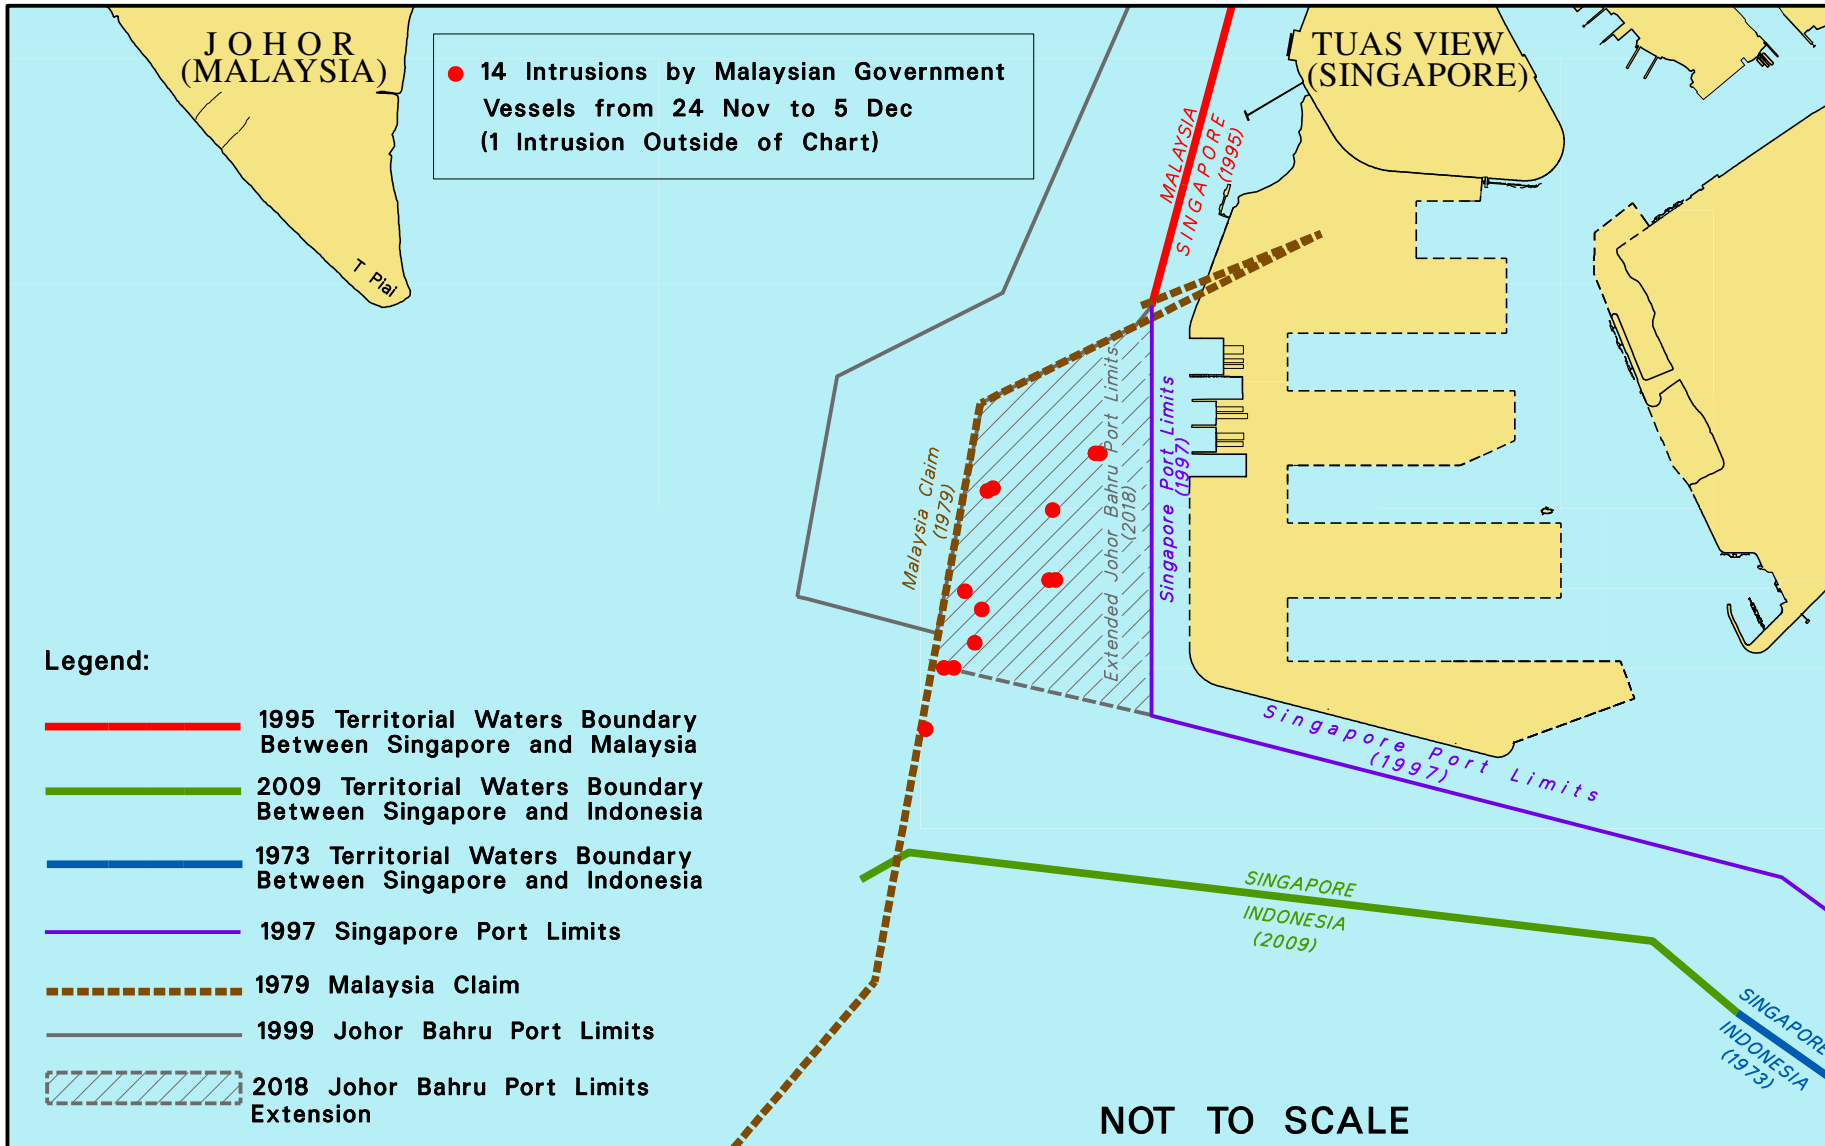 JOHOR
(MALAYSIA)
T Piai
14 Intrusions by Malaysian Government
Vessels from 24 Nov to 5 Dec
(1 Intrusion Outside of Chart)
TUAS VIEW
(SINGAPORE)
MALAYSIA
SINGAPORE
(1995)
Malaysia Claim
(1979)
Extended Johor Bahru Port Limits
(2018)
Singapore Port Limits
(1997)
Singapore Port Limits
(1997)
Legend:
1995 Territorial Waters Boundary
Between Singapore and Malaysia
2009 Territorial Waters Boundary
Between Singapore and Indonesia
1973 Territorial Waters Boundary
Between Singapore and Indonesia
1997 Singapore Port Limits
1979 Malaysia Claim
1999 Johor Bahru Port Limits
2018 Johor Bahru Port Limits
Extension
SINGAPORE
INDONESIA
(2009)
SINGAPORE
INDONESIA
(1973)
NOT TO SCALE